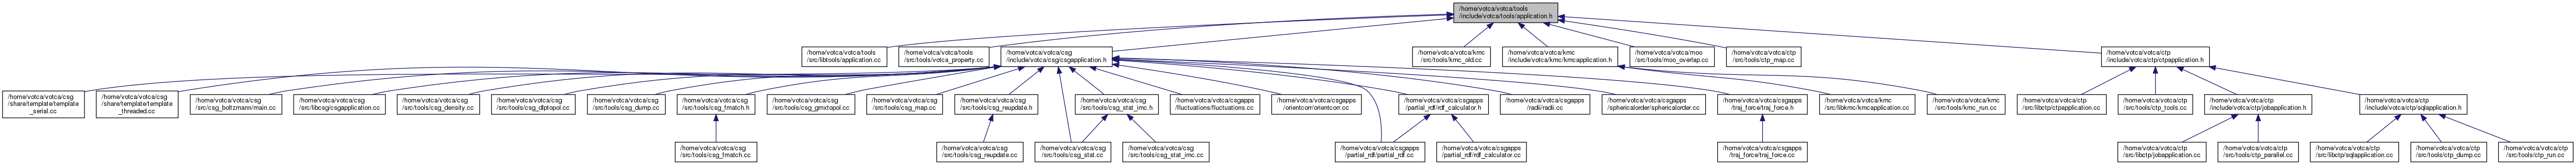 /home/votca/votca/tools
/include/votca/tools/application.h
/home/votca/votca/tools
/src/libtools/application.cc
/home/votca/votca/tools
/src/tools/votca_property.cc
/home/votca/votca/csg
/include/votca/csg/csgapplication.h
/home/votca/votca/kmc
/src/tools/kmc_old.cc
/home/votca/votca/kmc
/include/votca/kmc/kmcapplication.h
/home/votca/votca/moo
/src/tools/moo_overlap.cc
/home/votca/votca/ctp
/src/tools/ctp_map.cc
/home/votca/votca/ctp
/include/votca/ctp/ctpapplication.h
/home/votca/votca/csg
/share/template/template
_serial.cc
/home/votca/votca/csg
/share/template/template
_threaded.cc
/home/votca/votca/csg
/src/csg_boltzmann/main.cc
/home/votca/votca/csg
/src/libcsg/csgapplication.cc
/home/votca/votca/csg
/src/tools/csg_density.cc
/home/votca/votca/csg
/src/tools/csg_dlptopol.cc
/home/votca/votca/csg
/src/tools/csg_dump.cc
/home/votca/votca/csg
/src/tools/csg_fmatch.h
/home/votca/votca/csg
/src/tools/csg_gmxtopol.cc
/home/votca/votca/csg
/src/tools/csg_map.cc
/home/votca/votca/csg
/src/tools/csg_reupdate.h
/home/votca/votca/csg
/src/tools/csg_stat_imc.h
/home/votca/votca/csgapps
/fluctuations/fluctuations.cc
/home/votca/votca/csgapps
/orientcorr/orientcorr.cc
/home/votca/votca/csgapps
/partial_rdf/rdf_calculator.h
/home/votca/votca/csgapps
/radii/radii.cc
/home/votca/votca/csgapps
/sphericalorder/sphericalorder.cc
/home/votca/votca/csgapps
/traj_force/traj_force.h
/home/votca/votca/kmc
/src/libkmc/kmcapplication.cc
/home/votca/votca/kmc
/src/tools/kmc_run.cc
/home/votca/votca/ctp
/src/libctp/ctpapplication.cc
/home/votca/votca/ctp
/src/tools/ctp_tools.cc
/home/votca/votca/ctp
/include/votca/ctp/jobapplication.h
/home/votca/votca/ctp
/include/votca/ctp/sqlapplication.h
/home/votca/votca/csg
/src/tools/csg_fmatch.cc
/home/votca/votca/csg
/src/tools/csg_reupdate.cc
/home/votca/votca/csg
/src/tools/csg_stat.cc
/home/votca/votca/csg
/src/tools/csg_stat_imc.cc
/home/votca/votca/csgapps
/partial_rdf/partial_rdf.cc
/home/votca/votca/csgapps
/partial_rdf/rdf_calculator.cc
/home/votca/votca/csgapps
/traj_force/traj_force.cc
/home/votca/votca/ctp
/src/libctp/jobapplication.cc
/home/votca/votca/ctp
/src/tools/ctp_parallel.cc
/home/votca/votca/ctp
/src/libctp/sqlapplication.cc
/home/votca/votca/ctp
/src/tools/ctp_dump.cc
/home/votca/votca/ctp
/src/tools/ctp_run.cc